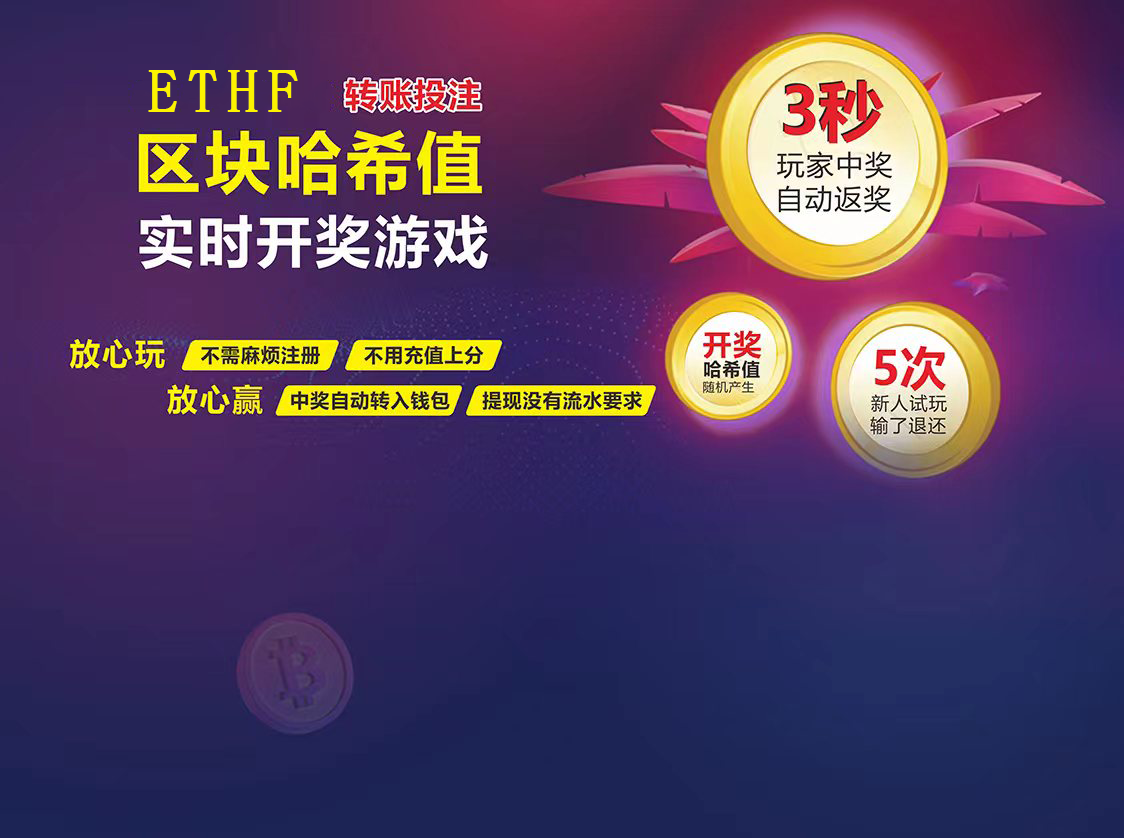 ETHF 转账投注
区块哈希值
实时开奖游戏
放心玩 不需麻烦注册 不用充值上分
放心赢 中奖自动转入钱包 提现没有流水要求
3秒
玩家中奖
自动返奖
开奖
哈希值
随机产生
5次
新人试玩
输了退还